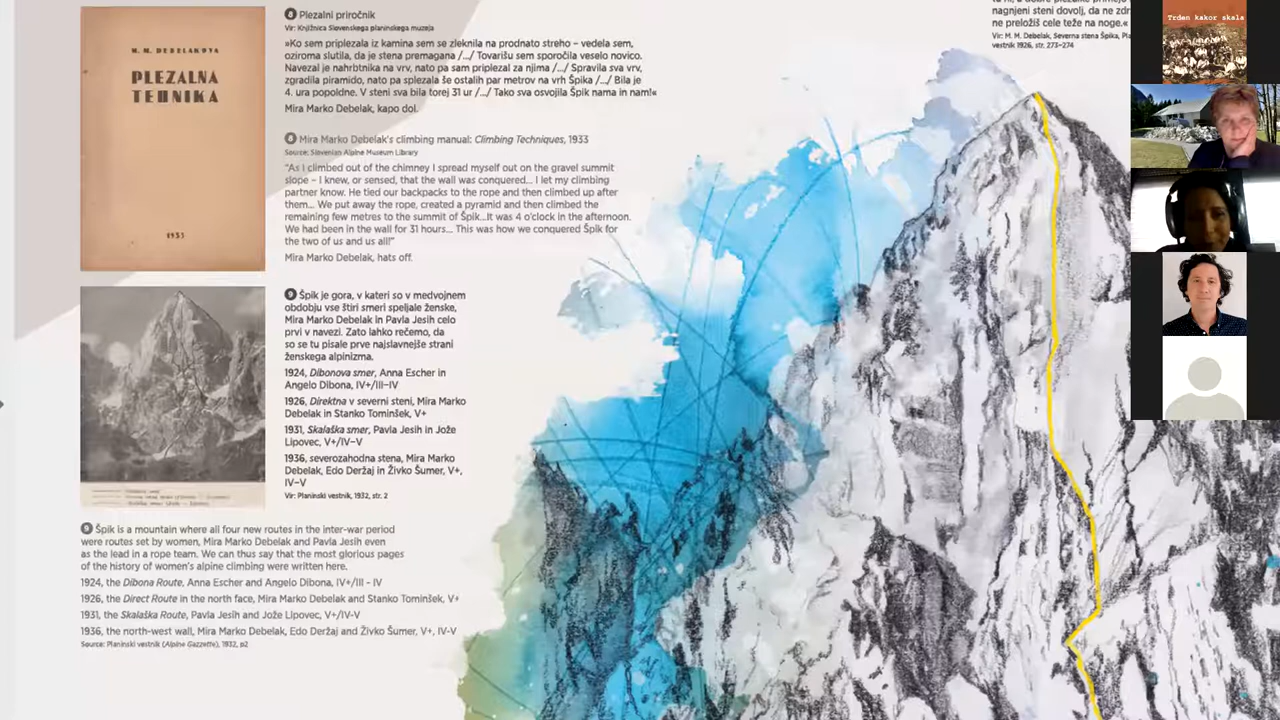 M. M. DEBELAKOVA
PLEZALNA
TEHNIKA
1933
8 Plezalni priročnik
Vir: Knjižnica Slovenskega planinskega muzeja
»Ko sem priplezala iz kamina sem se zleknila na prodnato streho – vedela sem,
oziroma slutila, da je stena premagana /.../ Tovarišu sem sporočila veselo novico.
Navezal je nahrbtnika na vrv, nato pa sam priplezal za njima /.../ Spravila sva vrv,
zgradila piramido, nato pa splezala še ostalih par metrov na vrh Špika /.../ Bila je
4. ura popoldne. V steni sva bila torej 31 ur /.../ Tako sva osvojila Špik nama in nam!«
Mira Marko Debelak, kapo dol.
8 Mira Marko Debelak's climbing manual: Climbing Techniques, 1933
Source: Slovenian Alpine Museum Library
"As I climbed out of the chimney I spread myself out on the gravel summit
slope – I knew, or sensed, that the wall was conquered... I let my climbing
partner know. He tied our backpacks to the rope and then climbed up after
them... We put away the rope, created a pyramid and then climbed the
remaining few metres to the summit of Špik...It was 4 o'clock in the afternoon.
We had been in the wall for 31 hours... This was how we conquered Špik for
the two of us and us all!"
Mira Marko Debelak, hats off.
9 Špik je gora, v kateri so v medvojnem
obdobju vse štiri smeri speljale ženske,
Mira Marko Debelak in Pavla Jesih celo
prvi v navezi. Zato lahko rečemo, da
so se tu pisale prve najslavnejše strani
ženskega alpinizma.
1924, Dibonova smer, Anna Escher in
Angelo Dibona, IV+/III–IV
1926, Direktna v severni steni, Mira Marko
Debelak in Stanko Tominšek, V+
1931, Skalaška smer, Pavla Jesih in Jože
Lipovec, V+/IV–V
1936, severozahodna stena, Mira Marko
Debelak, Edo Deržaj in Živko Šumer, V+,
IV–V
Vir: Planinski vestnik, 1932, str. 2
9 Špik is a mountain where all four new routes in the inter-war period
were routes set by women, Mira Marko Debelak and Pavla Jesih even
as the lead in a rope team. We can thus say that the most glorious pages
of the history of women's alpine climbing were written here.
1924, the Dibona Route, Anna Escher and Angelo Dibona, IV+/III - IV
1926, the Direct Route in the north face, Mira Marko Debelak and Stanko Tominšek, V+
1931, the Skalaška Route, Pavla Jesih and Jože Lipovec, V+/IV-V
1936, the north-west wall, Mira Marko Debelak, Edo Deržaj and Živko Šumer, V+, IV-V
Source: Planinski vestnik (Alpine Gazzette), 1932, p2
nagnjeni steni dovolj, da ne zdr
ne preložiš cele teže na noge.«
Vir: M. M. Debelak, Severna stena Špika, Pla
vestnik 1926, str. 273–274
Trden kakor skala